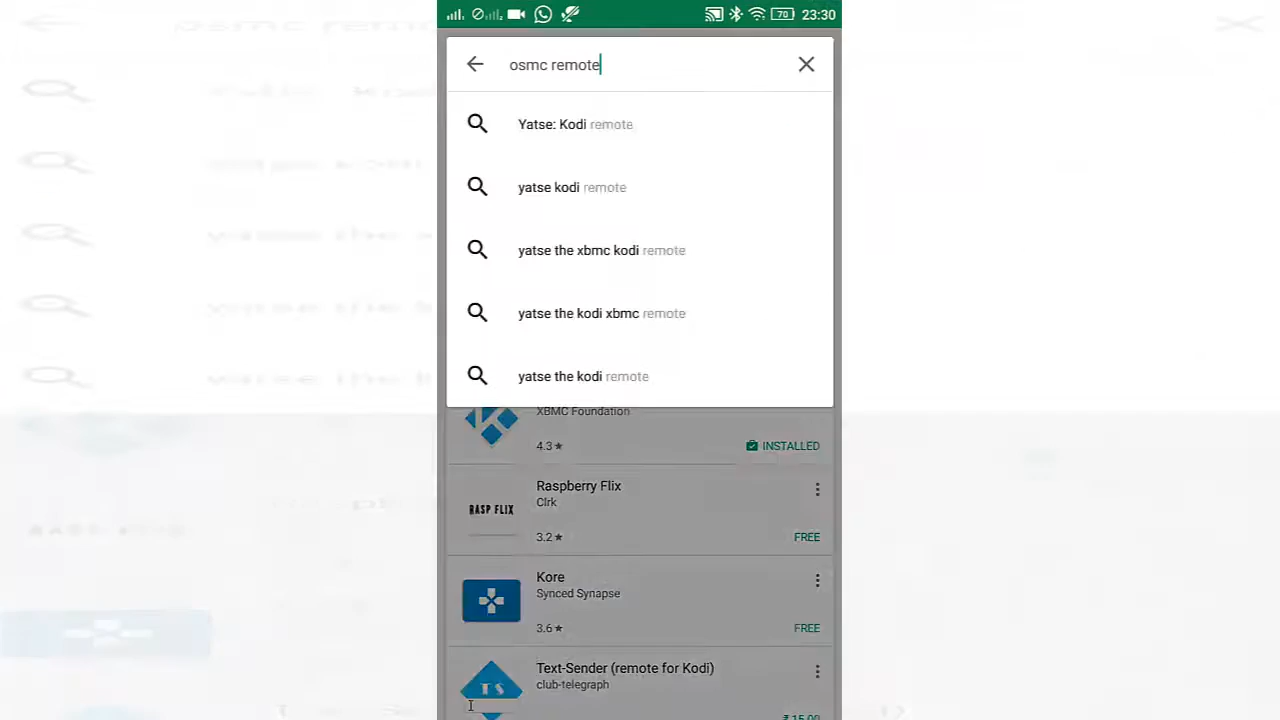 70 23:30
osmc remote
Yatse: Kodi remote
yatse kodi remote
yatse the xbmc kodi remote
yatse the kodi xbmc remote
yatse the kodi remote
XBMC Foundation
4.3★ INSTALLED
Raspberry Flix
Clrk
RASP FLIX
3.2★ FREE
Kore
Synced Synapse
3.6★ FREE
Text-Sender (remote for Kodi)
club-telegraph
TS
₹ 15.00